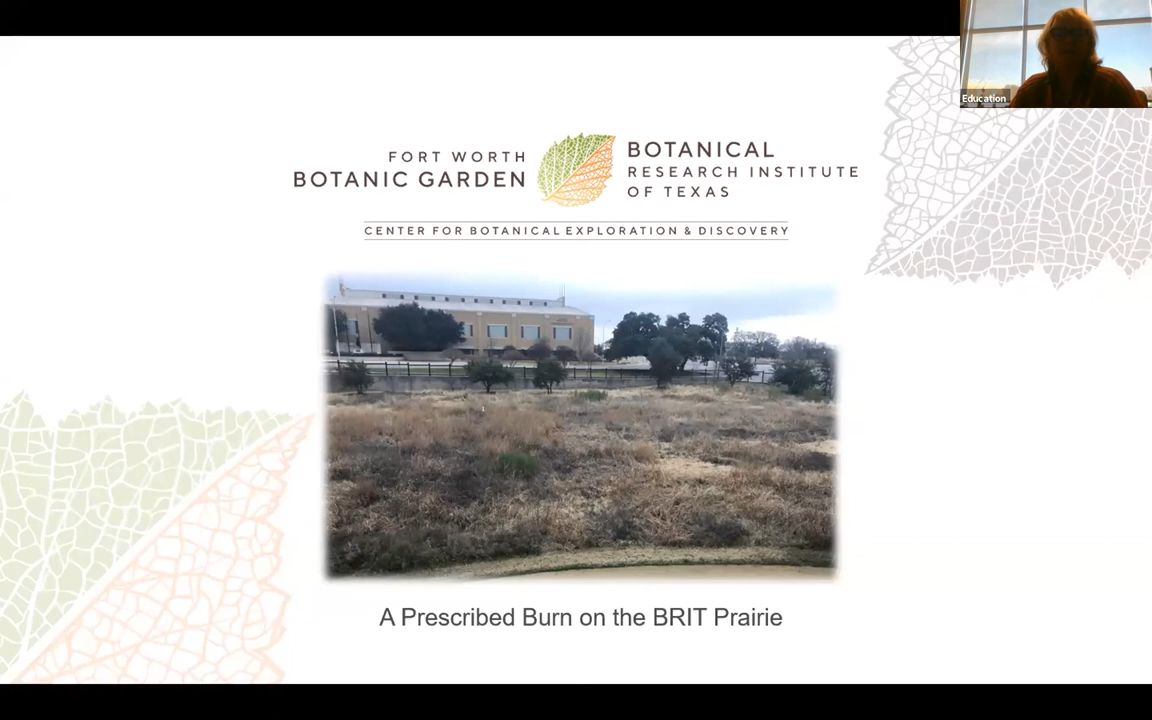 Education
FORT WORTH
BOTANIC GARDEN
BOTANICAL
RESEARCH INSTITUTE
OF TEXAS
CENTER FOR BOTANICAL EXPLORATION & DISCOVERY
A Prescribed Burn on the BRIT Prairie